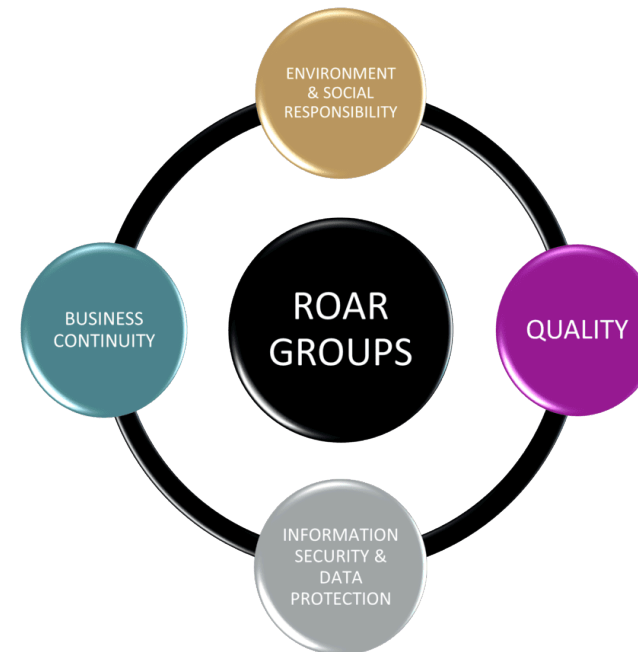 ENVIRONMENT
& SOCIAL
RESPONSIBILITY
BUSINESS
CONTINUITY
ROAR
GROUPS
QUALITY
INFORMATION
SECURITY &
DATA
PROTECTION